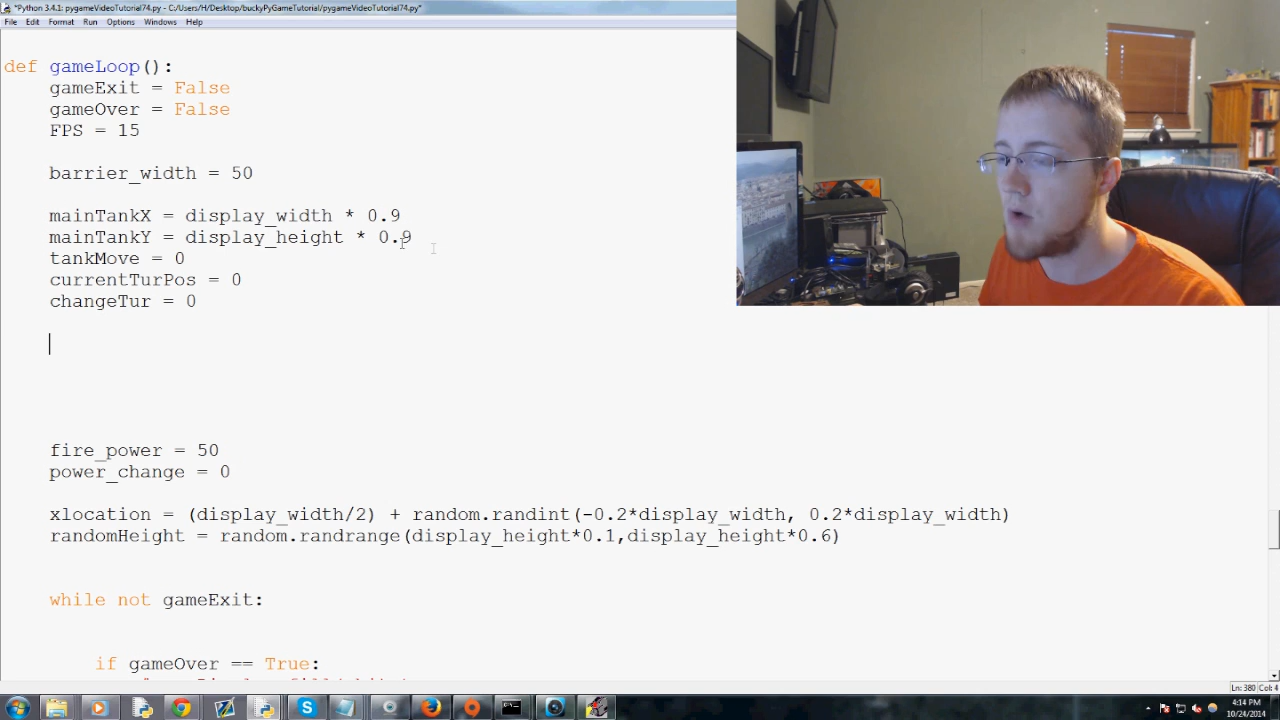 *Python 3.4.1: pygameVideoTutorial74.py - C:/Users/H/Desktop/buckyPyGameTutorial/pygameVideoTutorial74.py*
File Edit Format Run Options Windows Help
def gameLoop():
    gameExit = False
    gameOver = False
    FPS = 15
    barrier_width = 50
    mainTankX = display_width * 0.9
    mainTankY = display_height * 0.9
    tankMove = 0
    currentTurPos = 0
    changeTur = 0
    fire_power = 50
    power_change = 0
    xlocation = (display_width/2) + random.randint(-0.2*display_width, 0.2*display_width)
    randomHeight = random.randrange(display_height*0.1,display_height*0.6)
    while not gameExit:
        if gameOver == True:
Ln: 380 Col: 4
4:14 PM
10/24/2014